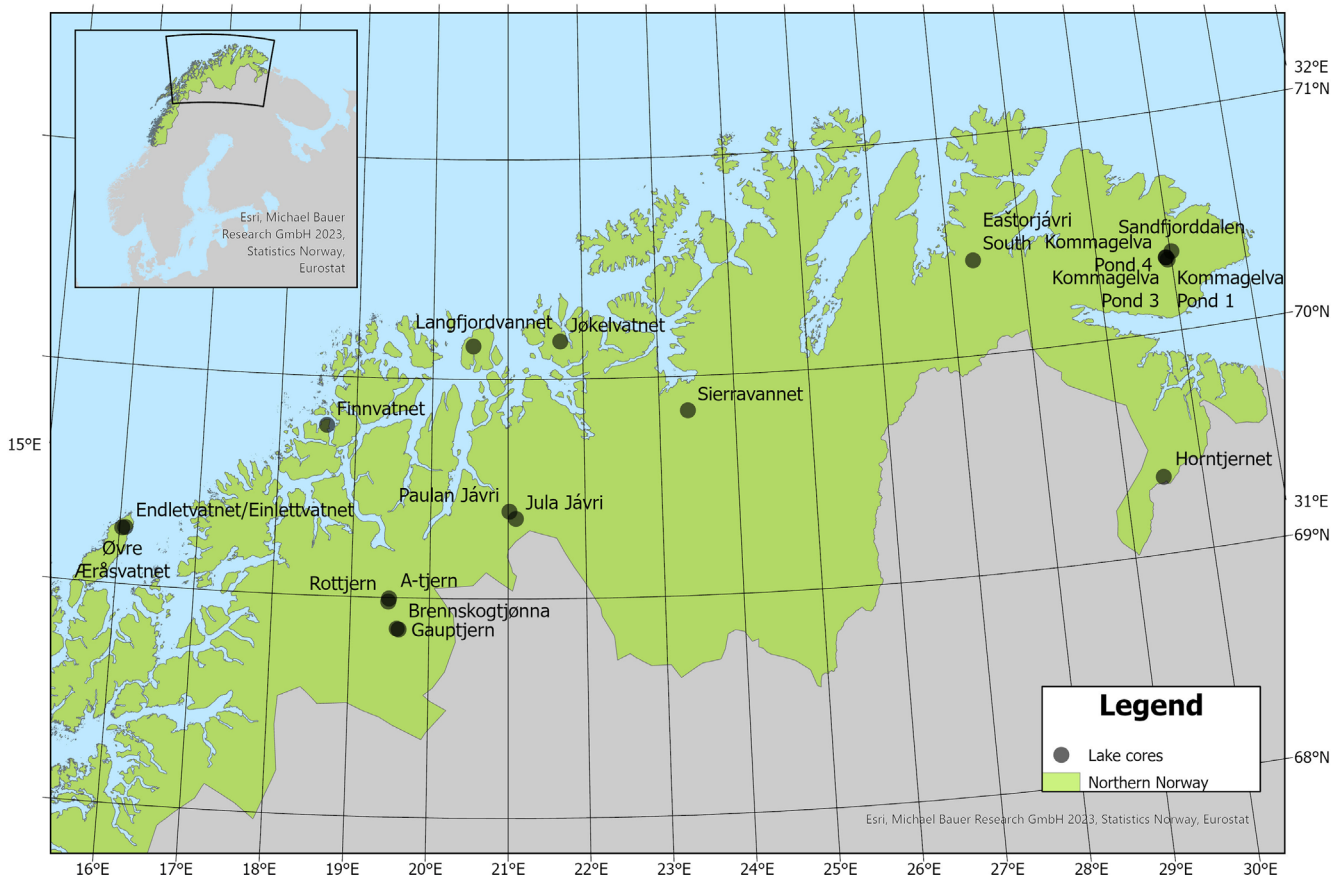 Esri, Michael Bauer
Research GmbH 2023,
Statistics Norway,
Eurostat
32°E
71°N
Eaštorjávri
South
Sandfjorddalen
Kommagelva
Pond 4
Kommagelva
Pond 3
Kommagelva
Pond 1
70°N
Langfjordvannet
Jøkelvatnet
Sierravannet
Finnvatnet
15°E
Horntjernet
Paulan Jávri
Jula Jávri
31°E
Endletvatnet/Einlettvatnet
69°N
Øvre
Æråsvatnet
Rottjern
A-tjern
Brennskogtjønna
Gauptjern
Legend
Lake cores
Northern Norway
68°N
Esri, Michael Bauer Research GmbH 2023, Statistics Norway, Eurostat
16°E 17°E 18°E 19°E 20°E 21°E 22°E 23°E 24°E 25°E 26°E 27°E 28°E 29°E 30°E